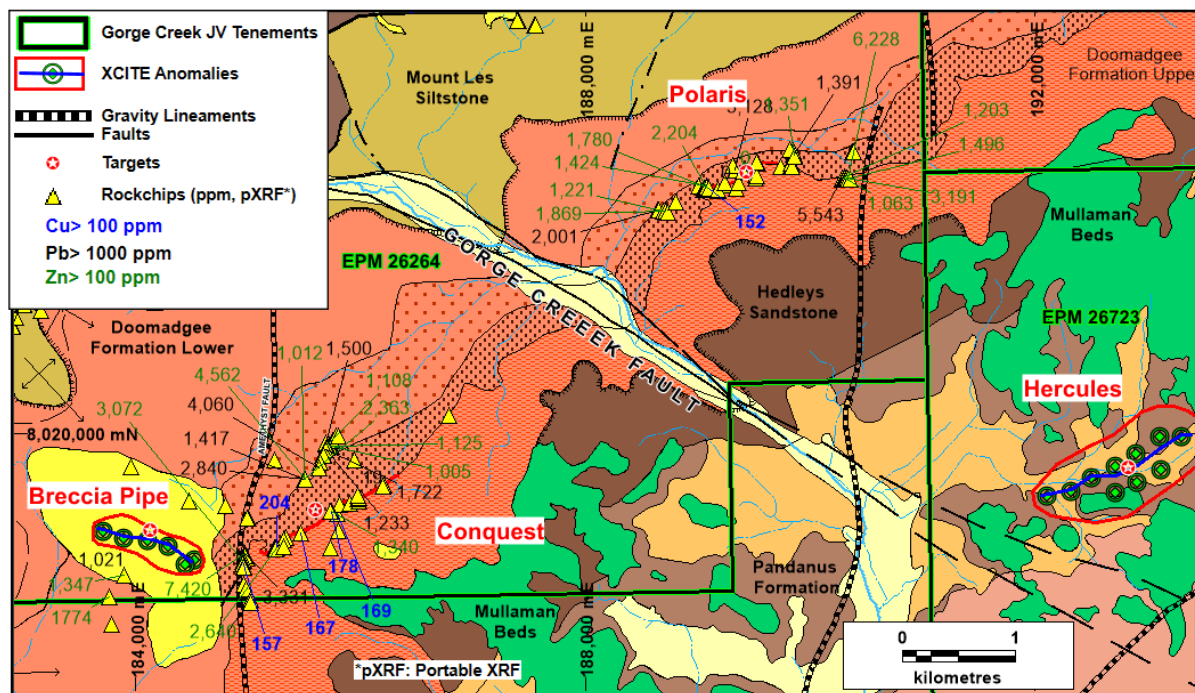 Gorge Creek JV Tenements
XCITE Anomalies
Gravity Lineaments
Faults
Targets
Rockchips (ppm, pXRF*)
Cu> 100 ppm
Pb> 1000 ppm
Zn> 100 ppm
Mount Les
Siltstone
188,000 mE
192,000 mE
Doomadgee
Formation Upper
6,228
Polaris
1,391
3,128
1,351
2,204
1,780
1,424
1,221
1,869
2,001
152
5,543
1,063
3,191
1,496
1,203
Mullaman
Beds
GORGE CREEEK FAULT
EPM 26264
Hedleys
Sandstone
EPM 26723
Doomadgee
Formation Lower
1,012
1,500
4,562
1,108
4,060
2,363
3,072
8,020,000 mN
AMETHYST FAULT
1,417
1,125
2,840
1,005
1,722
Breccia Pipe
204
Conquest
1,233
1,340
Hercules
1,021
1,347
7,420
178
1774
3,331
169
167
2,640
157
184,000 mE
188,000 mE
Mullaman
Beds
Pandanus
Formation
*pXRF: Portable XRF
0
1
kilometres